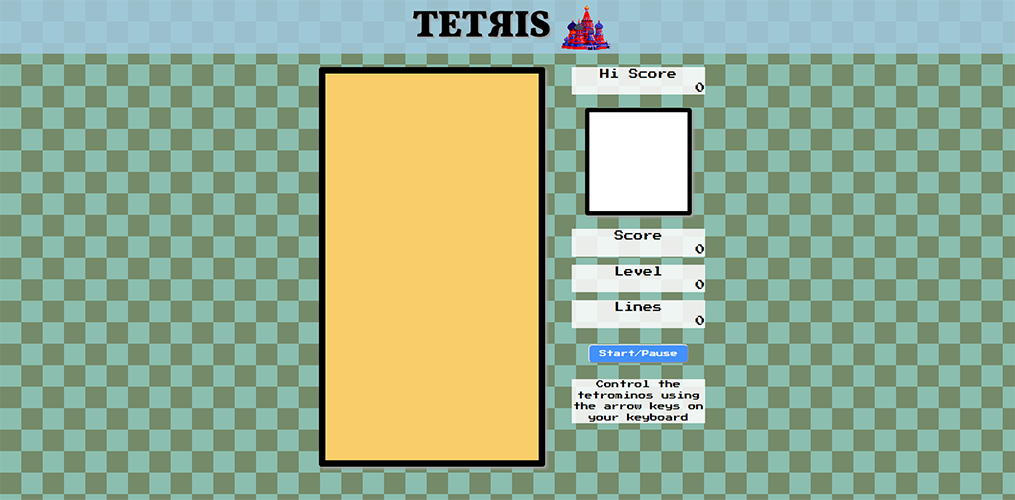 TETЯIS
Hi Score
0
Score
0
Level
0
Lines
0
Start/Pause
Control the
tetrominos using
the arrow keys on
your keyboard